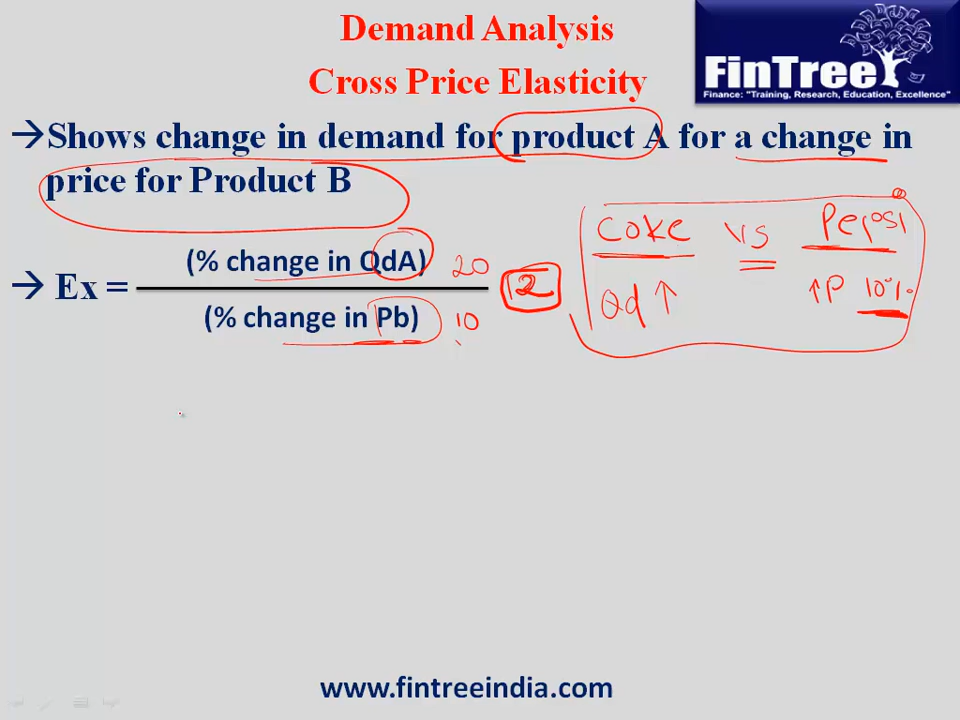 Demand Analysis
Cross Price Elasticity
FinTree
Finance: "Training, Research, Education, Excellence"
→Shows change in demand for product A for a change in
price for Product B
→ Ex =
(% change in QdA)
(% change in Pb)
20
10
2
Coke vs Pepsi
Qd ↑ ↑P 10%
www.fintreeindia.com